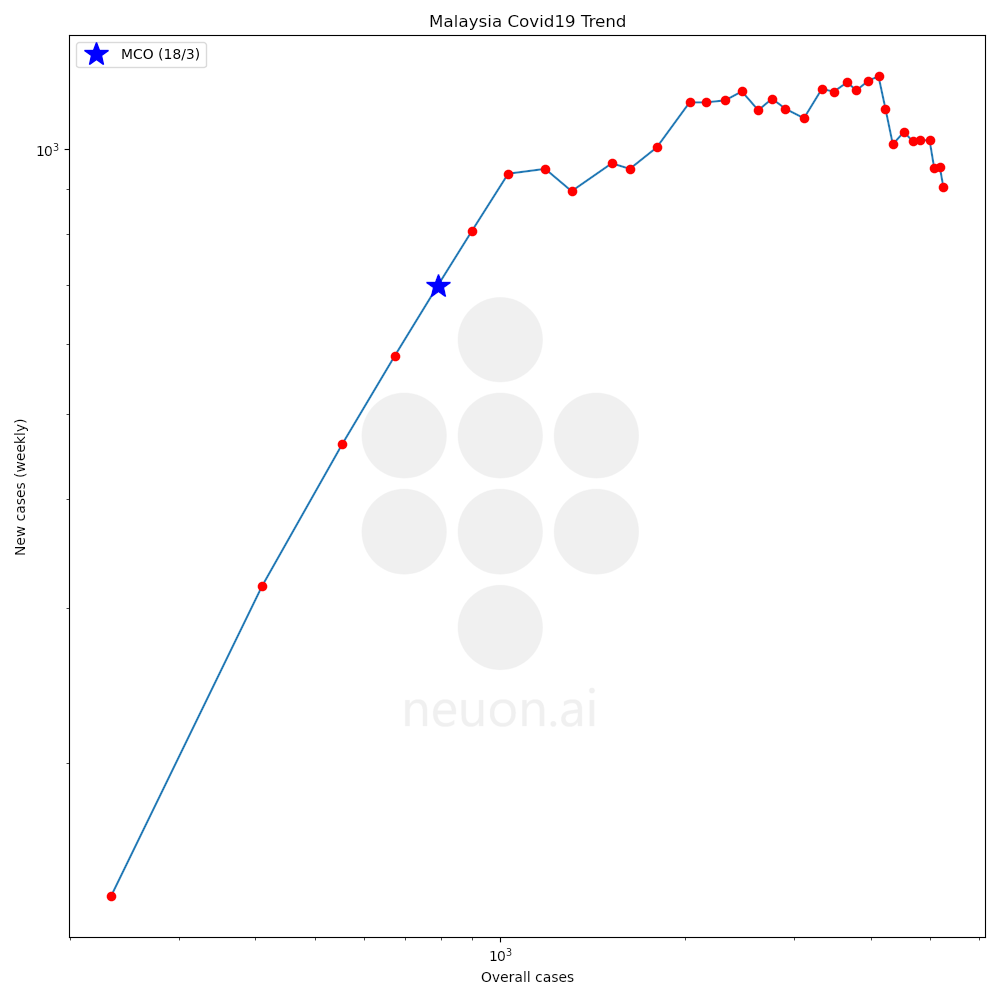 Malaysia Covid19 Trend
MCO (18/3)
10³
New cases (weekly)
neuon.ai
10³
Overall cases